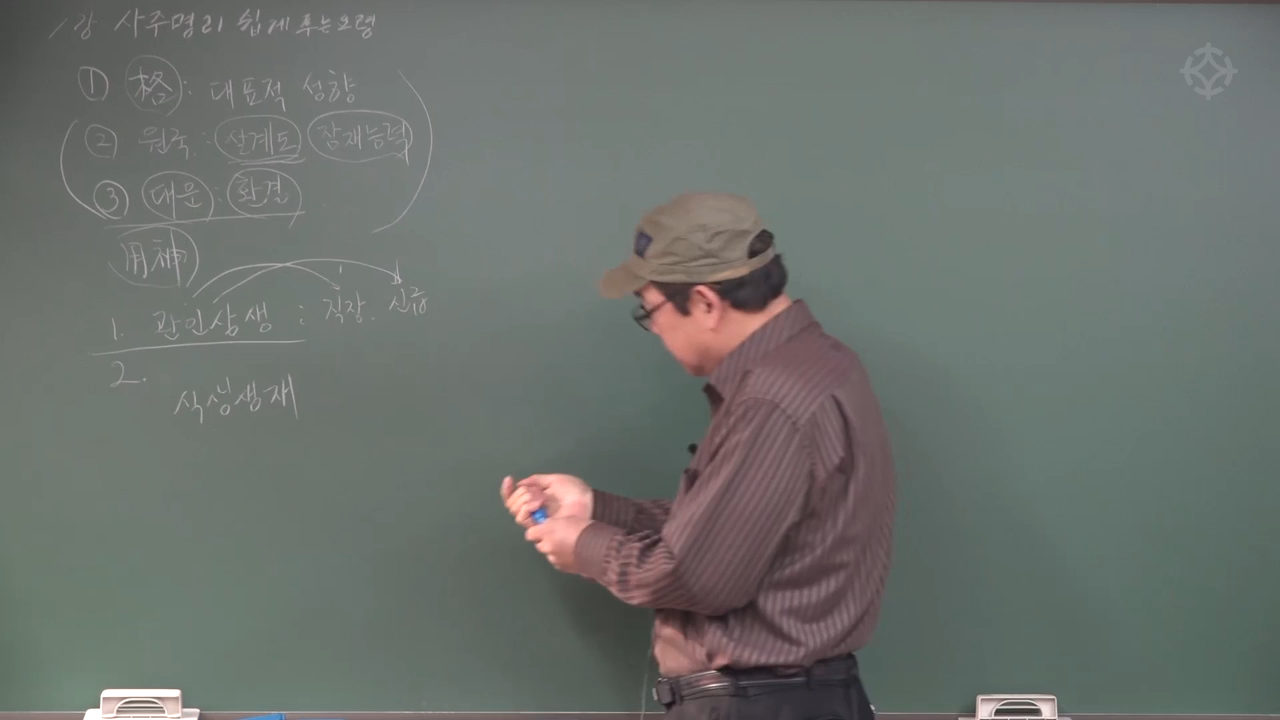 1강 사주명리 쉽게 푸는 요령
① 格 : 대표적 성향
② 원국 : 설계도 잠재능력
③ 대운 : 환결
用神
1. 관인상생 : 직장. 신금
2.
식상생재